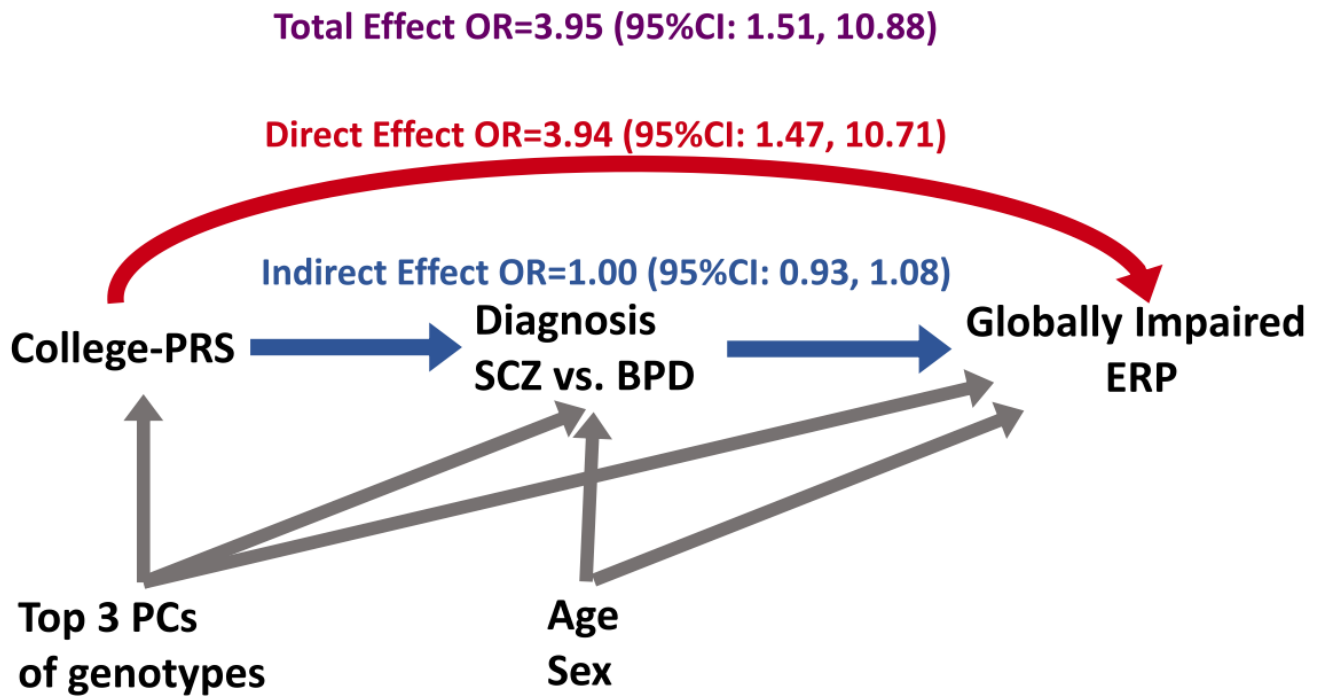 Total Effect OR=3.95 (95%CI: 1.51, 10.88)
Direct Effect OR=3.94 (95%CI: 1.47, 10.71)
Indirect Effect OR=1.00 (95%CI: 0.93, 1.08)
College-PRS
Diagnosis
SCZ vs. BPD
Globally Impaired
ERP
Top 3 PCs
of genotypes
Age
Sex